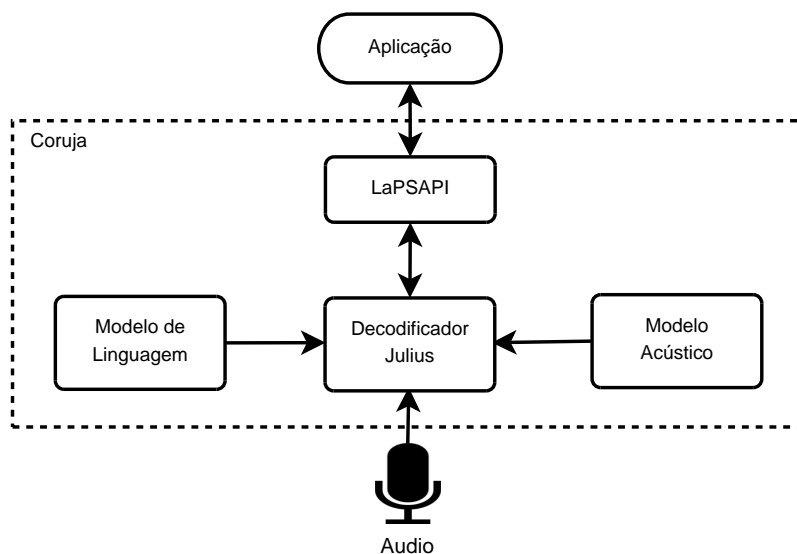 Aplicação
Coruja
LaPSAPI
Modelo de
Linguagem
Decodificador
Julius
Modelo
Acústico
Audio